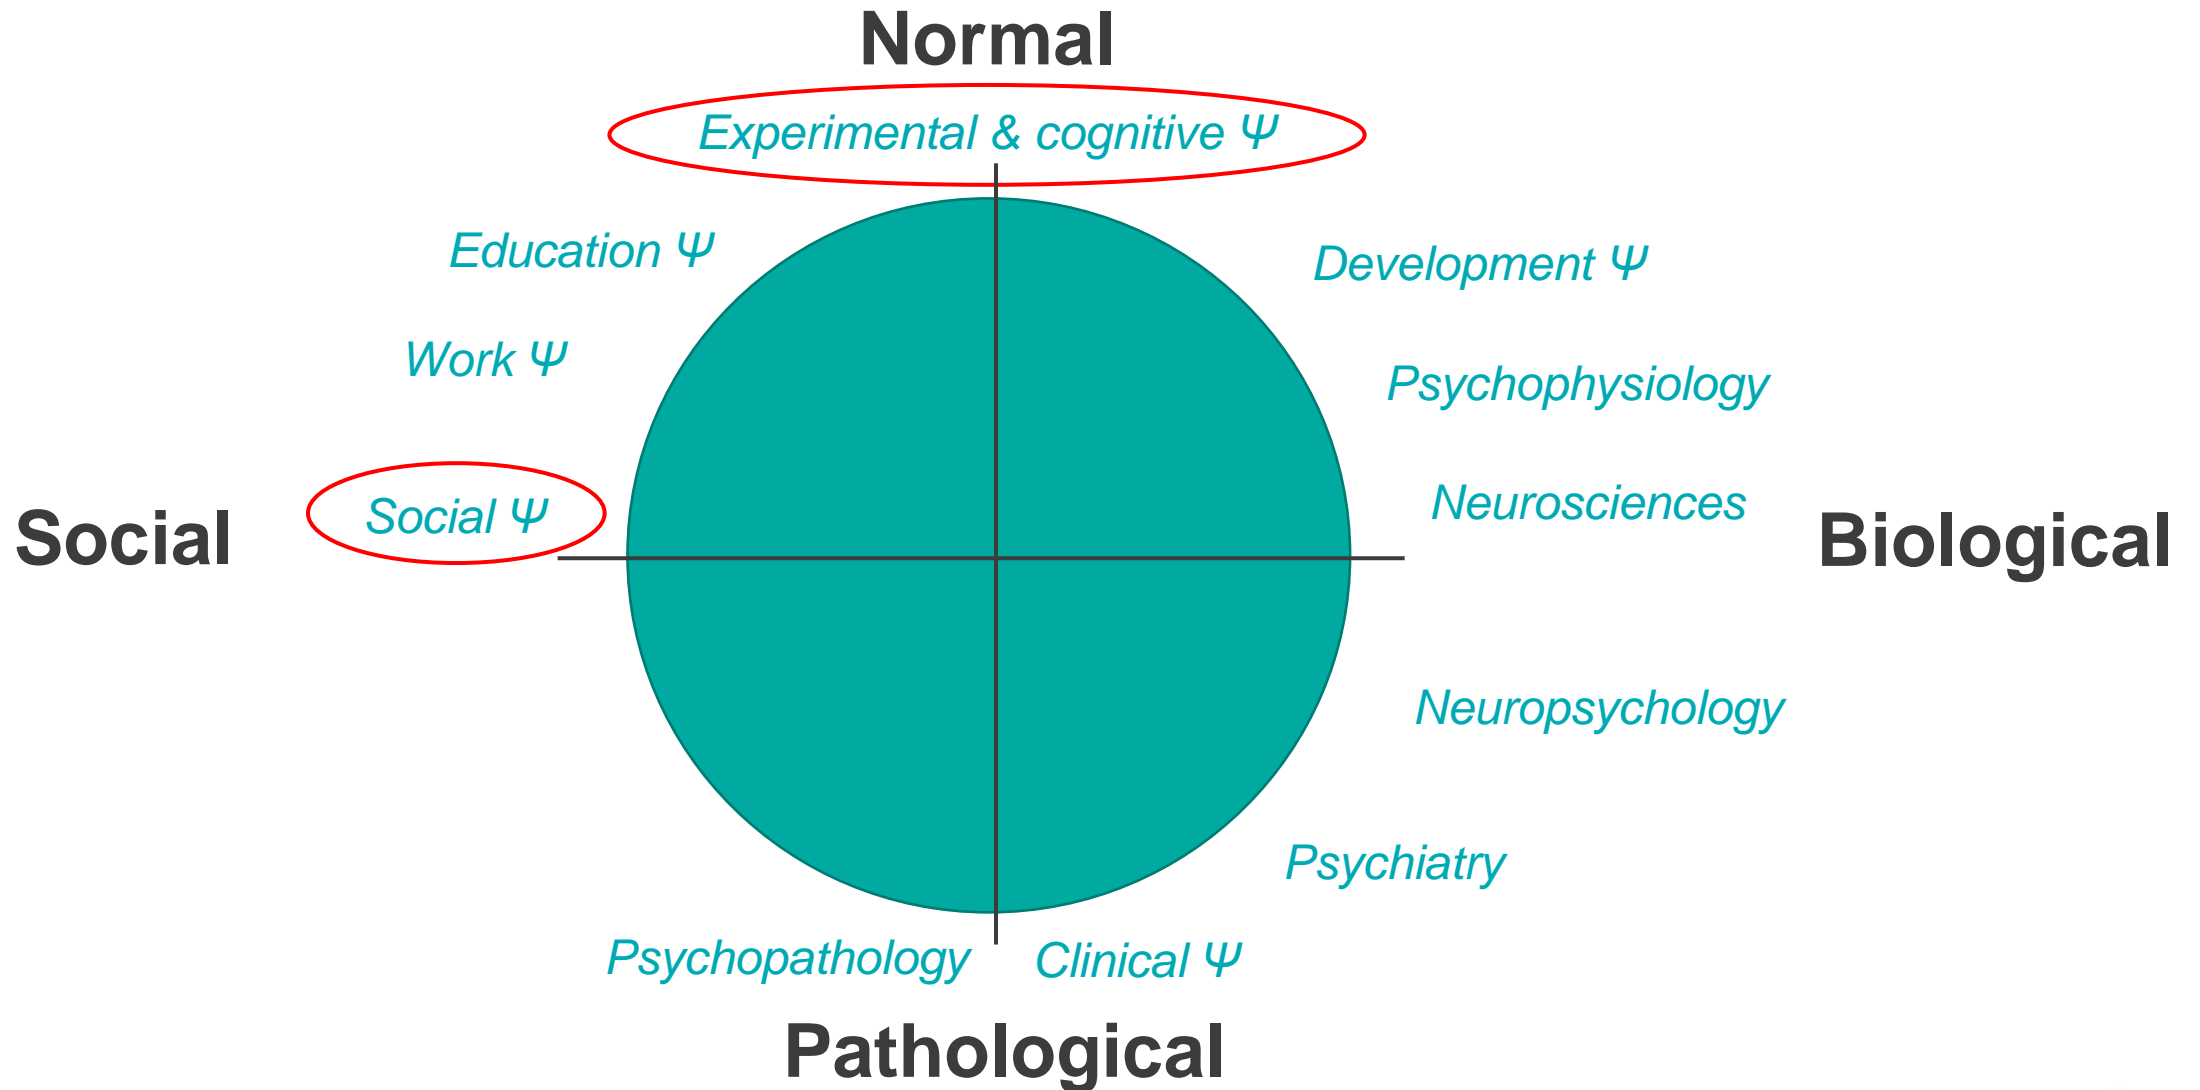 Normal
Experimental & cognitive Ψ
Education Ψ
Development Ψ
Work Ψ
Psychophysiology
Social Ψ
Neurosciences
Social
Biological
Neuropsychology
Psychiatry
Psychopathology
Clinical Ψ
Pathological